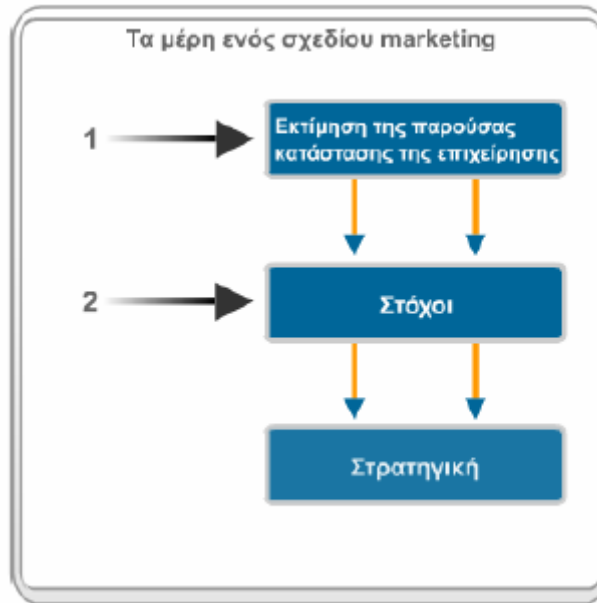 Τα μέρη ενός σχεδίου marketing
1
Εκτίμηση της παρούσας
κατάστασης της επιχείρησης
2
Στόχοι
Στρατηγική